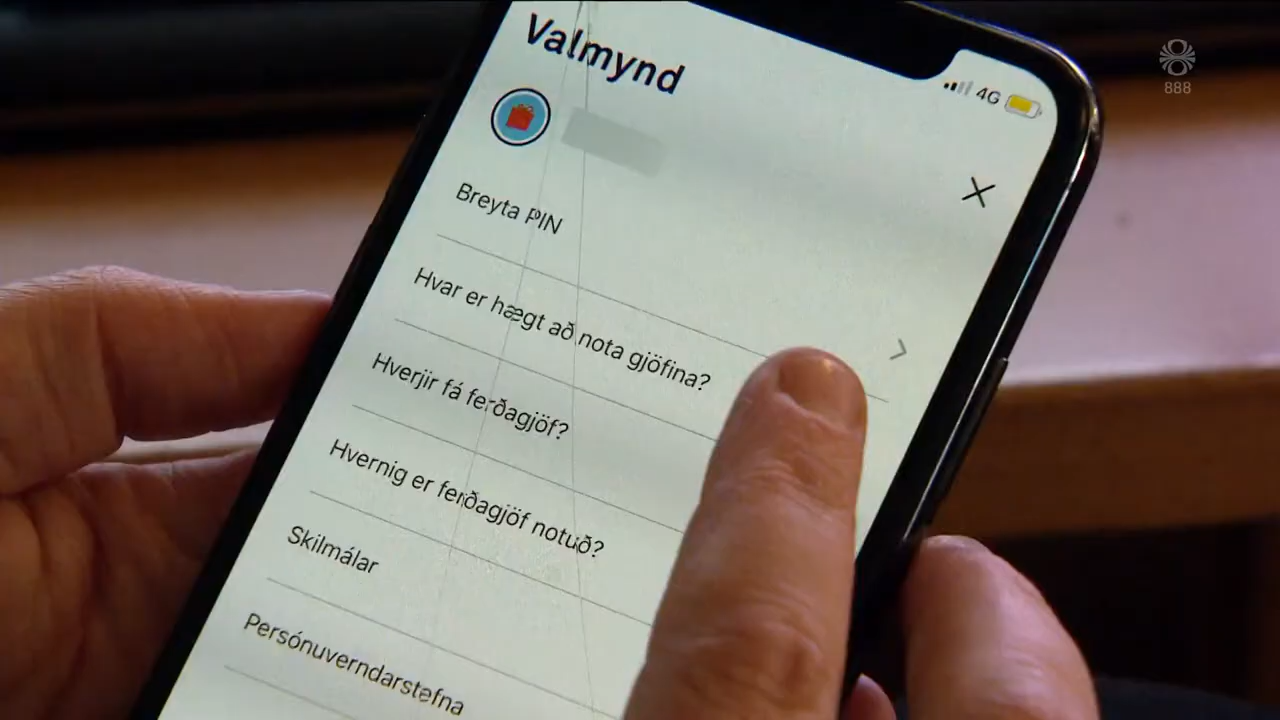 Valmynd
4G
888
Breyta PIN
Hvar er hægt að nota gjöfina?
Hverjir fá ferðagjöf?
Hvernig er ferðagjöf notuð?
Skilmálar
Persónuverndarstefna